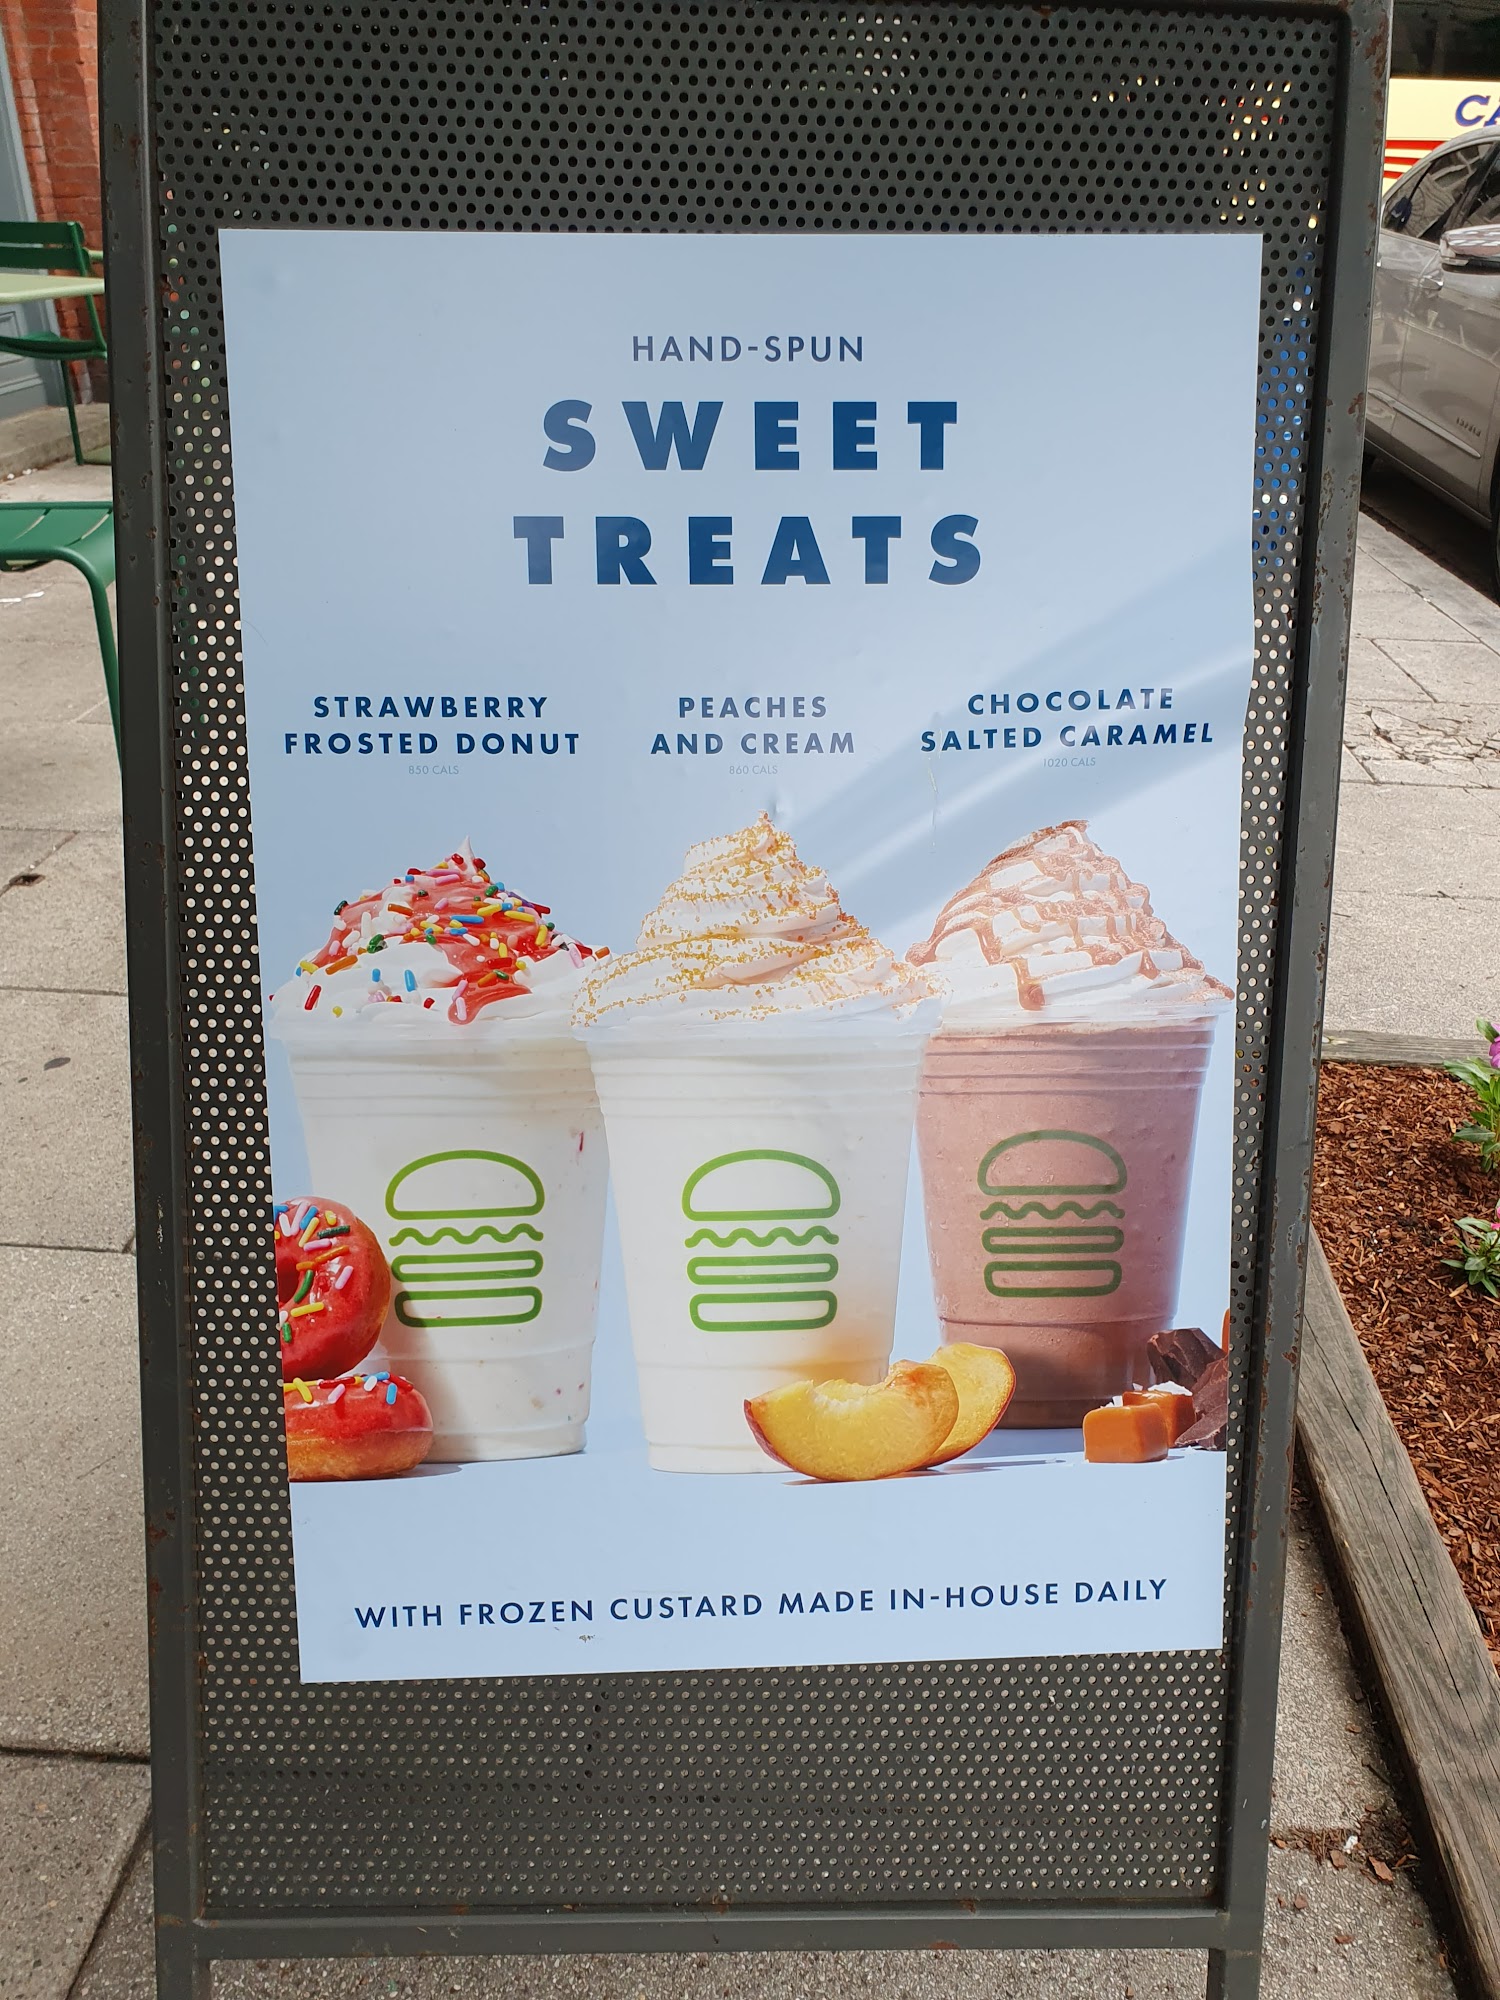 HAND-SPUN
SWEET
TREATS
STRAWBERRY
FROSTED DONUT
850 CALS
PEACHES
AND CREAM
860 CALS
CHOCOLATE
SALTED CARAMEL
1020 CALS
WITH FROZEN CUSTARD MADE IN-HOUSE DAILY